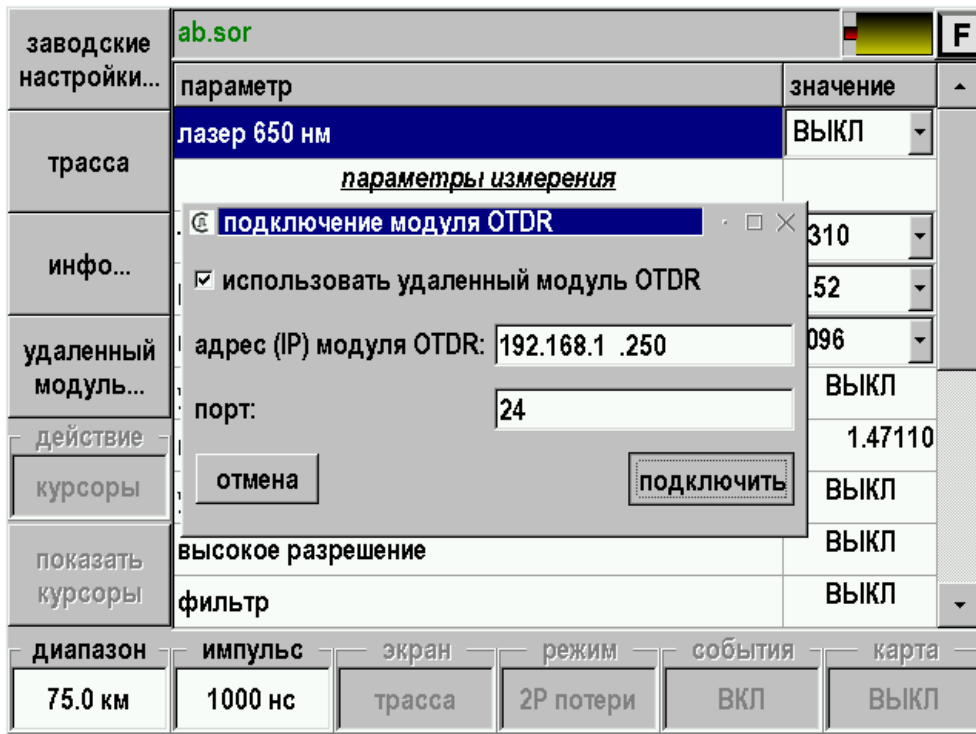 заводские
настройки...
ab.sor
F
параметр
значение
лазер 650 нм
ВЫКЛ
трасса
параметры измерения
подключение модуля OTDR
310
инфо...
использовать удаленный модуль OTDR
.52
удаленный
модуль...
адрес (IP) модуля OTDR:
192.168.1 .250
096
порт:
24
ВЫКЛ
действие
курсоры
1.47110
отмена
подключить
ВЫКЛ
показать
курсоры
высокое разрешение
ВЫКЛ
фильтр
ВЫКЛ
диапазон
75.0 км
импульс
1000 нс
экран
трасса
режим
2P потери
события
ВКЛ
карта
ВЫКЛ